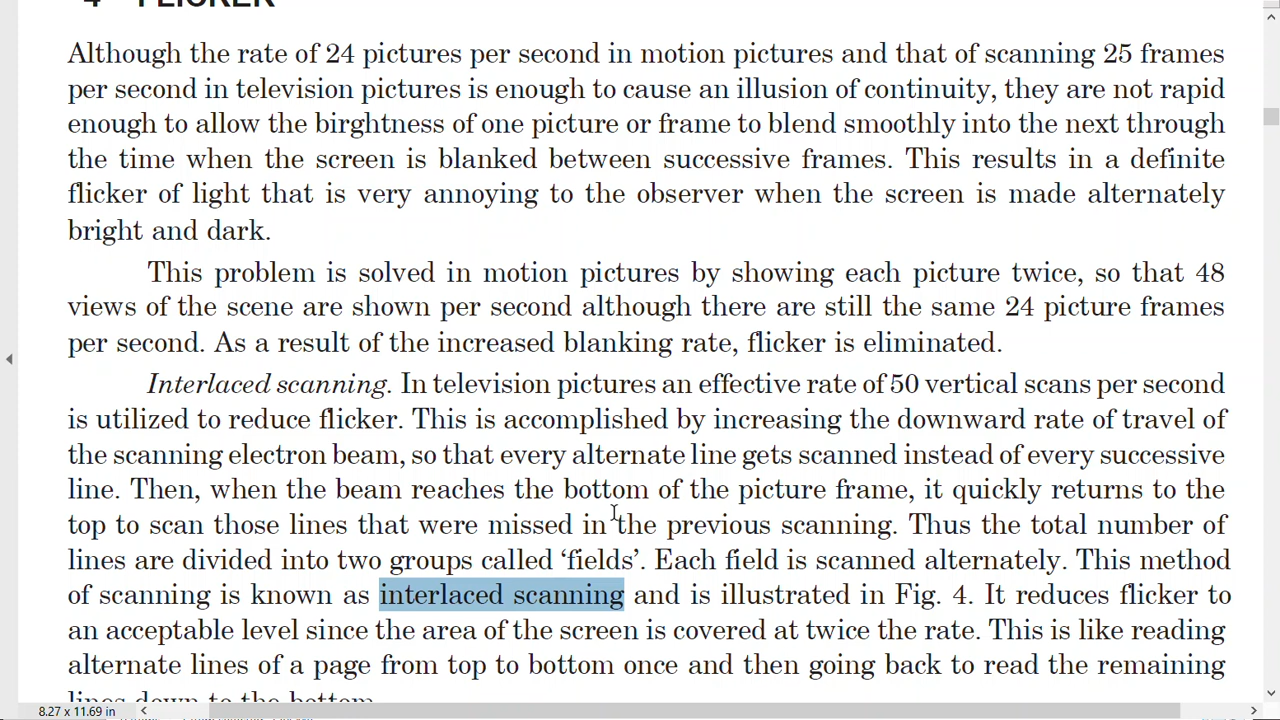 4 FLICKER
Although the rate of 24 pictures per second in motion pictures and that of scanning 25 frames
per second in television pictures is enough to cause an illusion of continuity, they are not rapid
enough to allow the birghtness of one picture or frame to blend smoothly into the next through
the time when the screen is blanked between successive frames. This results in a definite
flicker of light that is very annoying to the observer when the screen is made alternately
bright and dark.
This problem is solved in motion pictures by showing each picture twice, so that 48
views of the scene are shown per second although there are still the same 24 picture frames
per second. As a result of the increased blanking rate, flicker is eliminated.
Interlaced scanning. In television pictures an effective rate of 50 vertical scans per second
is utilized to reduce flicker. This is accomplished by increasing the downward rate of travel of
the scanning electron beam, so that every alternate line gets scanned instead of every successive
line. Then, when the beam reaches the bottom of the picture frame, it quickly returns to the
top to scan those lines that were missed in the previous scanning. Thus the total number of
lines are divided into two groups called ‘fields’. Each field is scanned alternately. This method
of scanning is known as interlaced scanning and is illustrated in Fig. 4. It reduces flicker to
an acceptable level since the area of the screen is covered at twice the rate. This is like reading
alternate lines of a page from top to bottom once and then going back to read the remaining
lines down to the bottom.
8.27 x 11.69 in